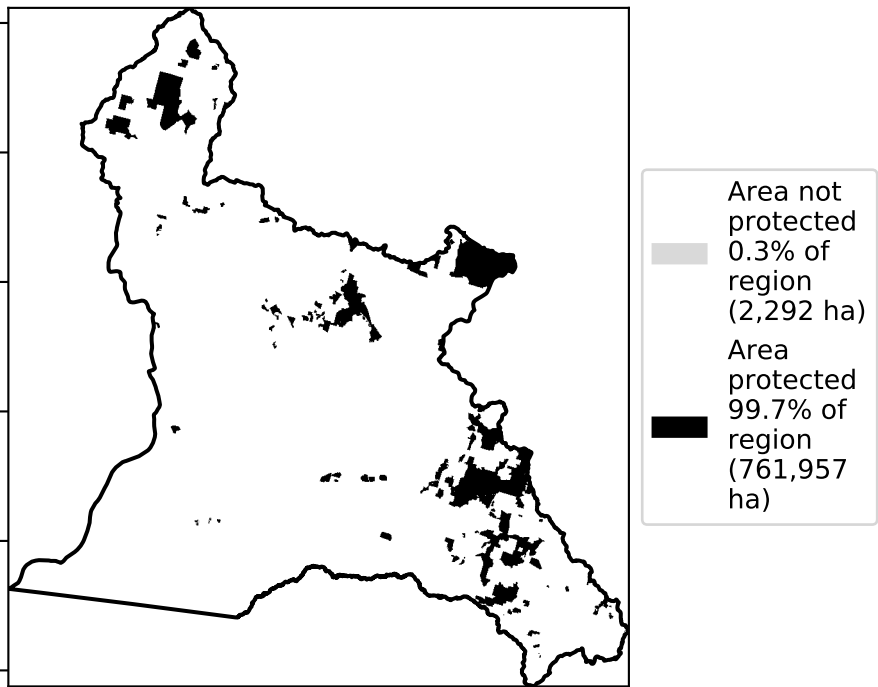 Area not
protected
0.3% of
region
(2,292 ha)
Area
protected
99.7% of
region
(761,957
ha)